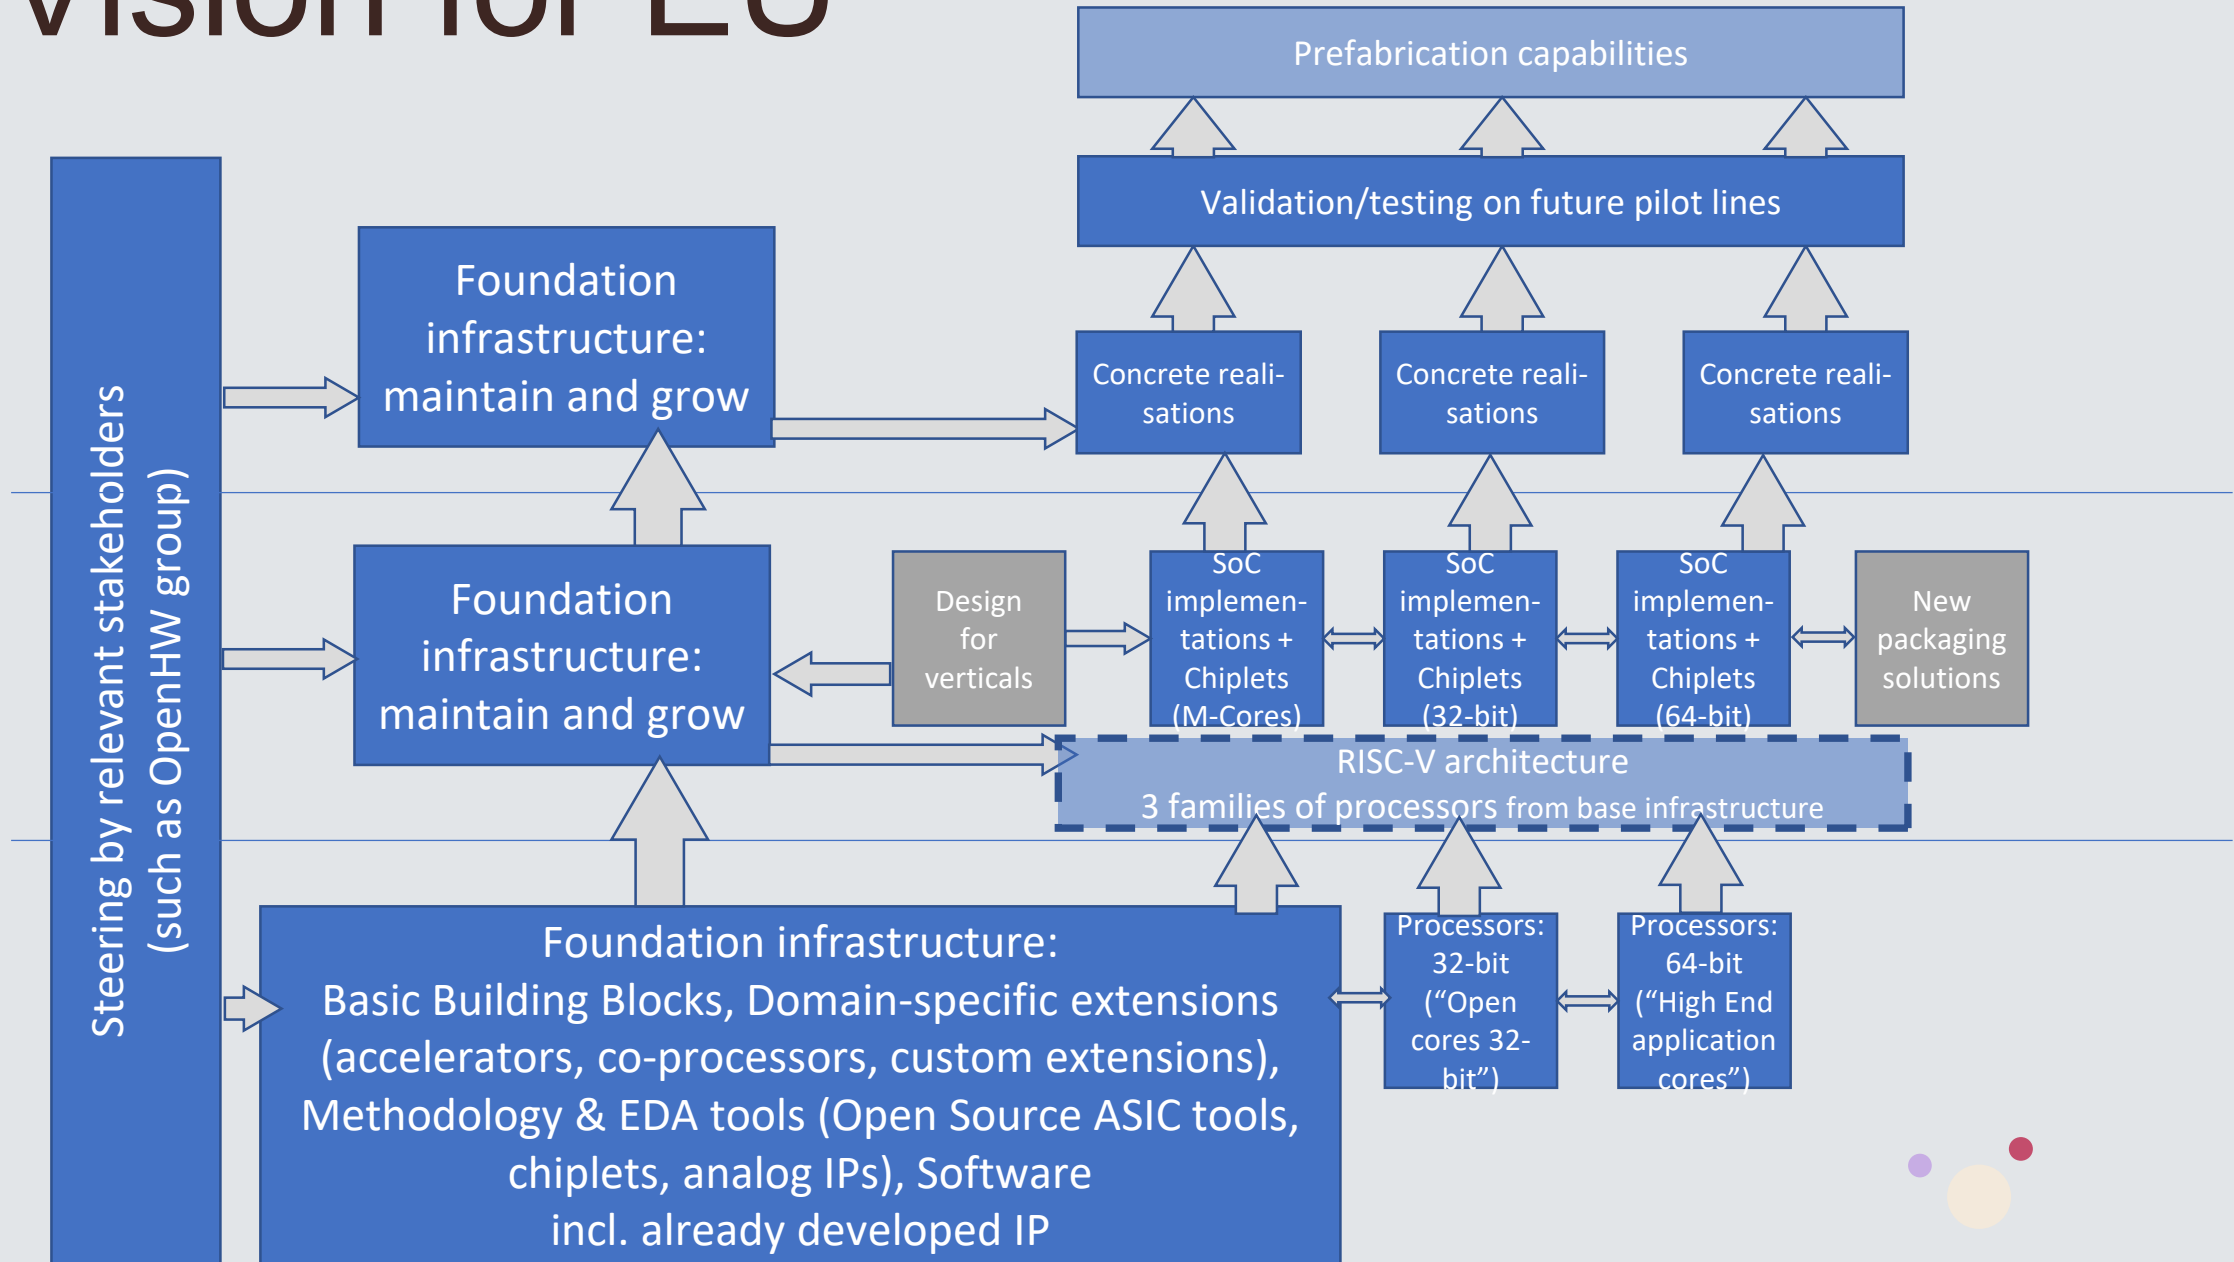 Vision for EU
Prefabrication capabilities
Validation/testing on future pilot lines
Steering by relevant stakeholders
(such as OpenHW group)
Foundation
infrastructure:
maintain and grow
Concrete reali-
sations
Concrete reali-
sations
Concrete reali-
sations
Foundation
infrastructure:
maintain and grow
Design
for
verticals
SoC
implemen-
tations +
Chiplets
(M-Cores)
SoC
implemen-
tations +
Chiplets
(32-bit)
SoC
implemen-
tations +
Chiplets
(64-bit)
New
packaging
solutions
RISC-V architecture
3 families of processors from base infrastructure
Foundation infrastructure:
Basic Building Blocks, Domain-specific extensions
(accelerators, co-processors, custom extensions),
Methodology & EDA tools (Open Source ASIC tools,
chiplets, analog IPs), Software
incl. already developed IP
Processors:
32-bit
(“Open
cores 32-
bit”)
Processors:
64-bit
(“High End
application
cores”)